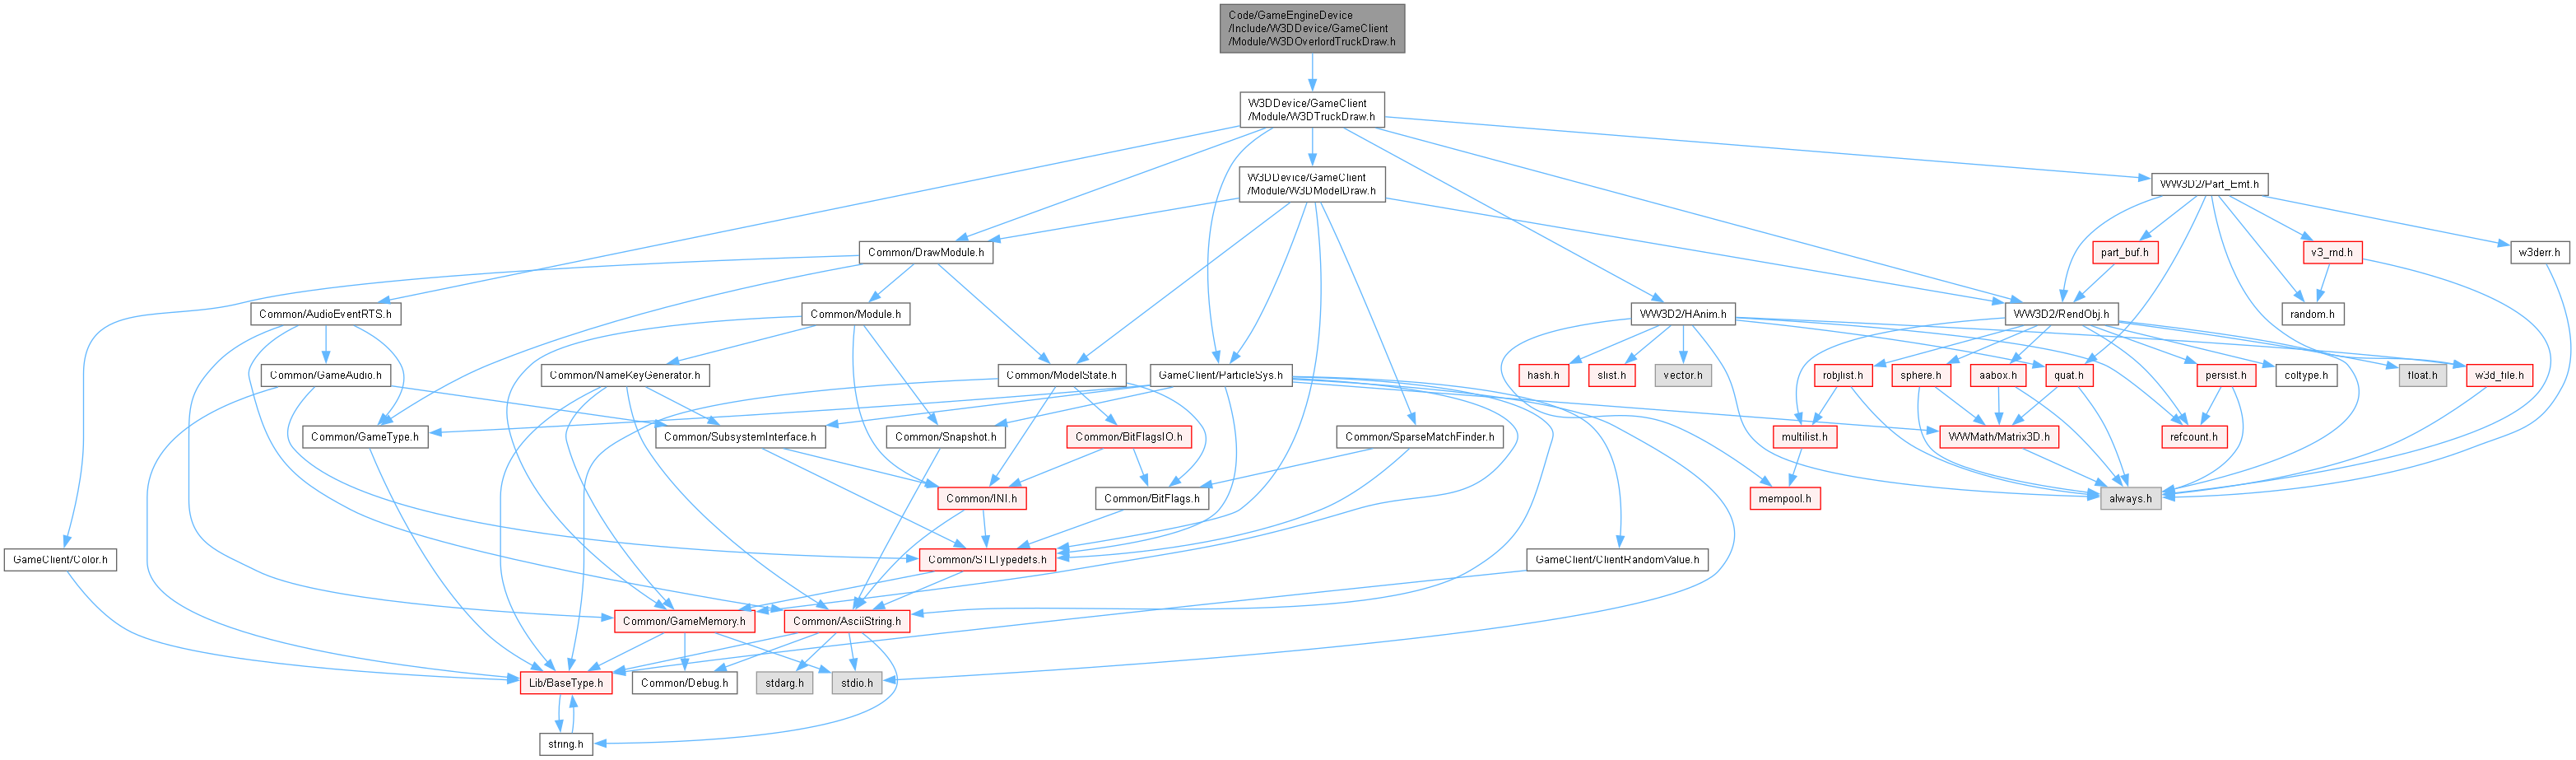 Code/GameEngineDevice
/Include/W3DDevice/GameClient
/Module/W3DOverlordTruckDraw.h
W3DDevice/GameClient
/Module/W3DTruckDraw.h
W3DDevice/GameClient
/Module/W3DModelDraw.h
WW3D2/Part_Emt.h
Common/DrawModule.h
part_buf.h
v3_rnd.h
w3derr.h
Common/AudioEventRTS.h
Common/Module.h
WW3D2/HAnim.h
WW3D2/RendObj.h
random.h
Common/GameAudio.h
Common/NameKeyGenerator.h
Common/ModelState.h
GameClient/ParticleSys.h
hash.h
slist.h
vector.h
robjlist.h
sphere.h
aabox.h
quat.h
persist.h
coltype.h
float.h
w3d_file.h
Common/GameType.h
Common/SubsystemInterface.h
Common/Snapshot.h
Common/BitFlagsIO.h
Common/SparseMatchFinder.h
multilist.h
WWMath/Matrix3D.h
refcount.h
Common/INI.h
Common/BitFlags.h
mempool.h
always.h
GameClient/Color.h
Common/STLTypedefs.h
GameClient/ClientRandomValue.h
Common/GameMemory.h
Common/AsciiString.h
Lib/BaseType.h
Common/Debug.h
stdarg.h
stdio.h
string.h